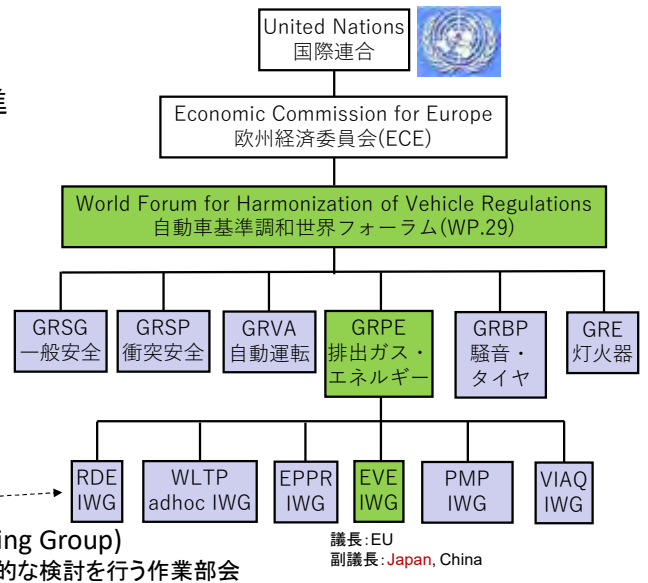 United Nations
国際連合
Economic Commission for Europe
欧州経済委員会(ECE)
World Forum for Harmonization of Vehicle Regulations
自動車基準調和世界フォーラム(WP.29)
GRSG
一般安全
GRSP
衝突安全
GRVA
自動運転
GRPE
排出ガス・
エネルギー
GRBP
騒音・
タイヤ
GRE
灯火器
RDE
IWG
WLTP
adhoc IWG
EPPR
IWG
EVE
IWG
PMP
IWG
VIAQ
IWG
議長:EU
副議長:Japan, China
ing Group)
的な検討を行う作業部会